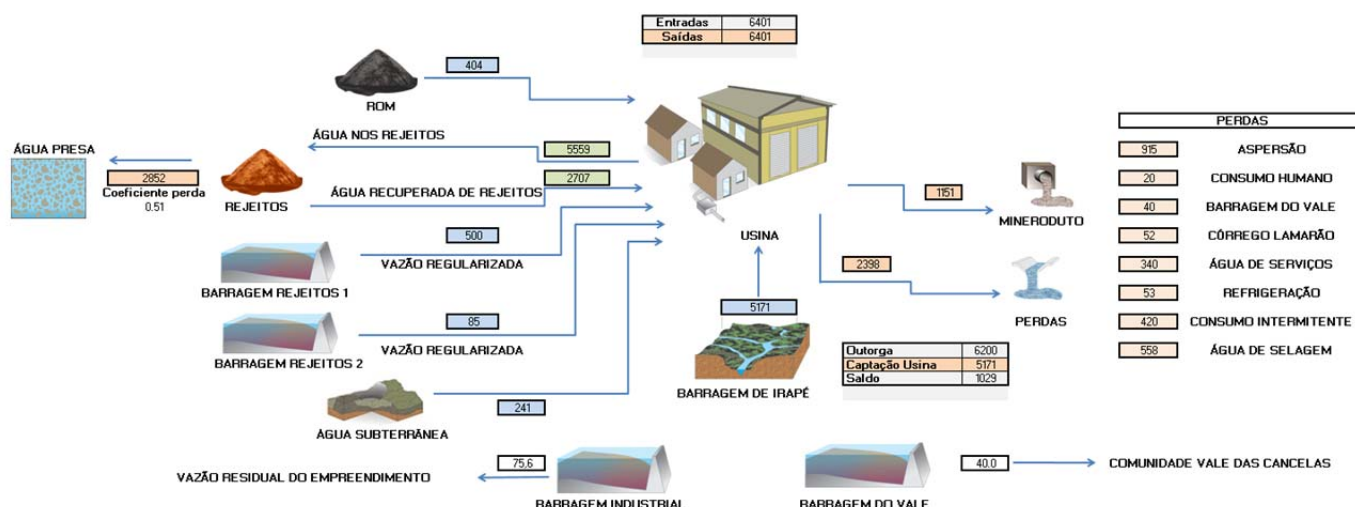 Entradas 6401
Saídas 6401
404
ROM
ÁGUA NOS REJEITOS
5559
ÁGUA PRESA
2852
Coeficiente perda
0.51
REJEITOS
ÁGUA RECUPERADA DE REJEITOS
2707
500
VAZÃO REGULARIZADA
BARRAGEM REJEITOS 1
85
VAZÃO REGULARIZADA
BARRAGEM REJEITOS 2
241
ÁGUA SUBTERRÂNEA
USINA
5171
BARRAGEM DE IRAPÉ
1151
MINERODUTO
2398
PERDAS
Outorga 6200
Captação Usina 5171
Saldo 1029
PERDAS
915 ASPERSÃO
20 CONSUMO HUMANO
40 BARRAGEM DO VALE
52 CÓRREGO LAMARÃO
340 ÁGUA DE SERVIÇOS
53 REFRIGERAÇÃO
420 CONSUMO INTERMITENTE
558 ÁGUA DE SELAGEM
VAZÃO RESIDUAL DO EMPREENDIMENTO
75,6
BARRAGEM INDUSTRIAL
40.0
BARRAGEM DO VALE
COMUNIDADE VALE DAS CANCELAS